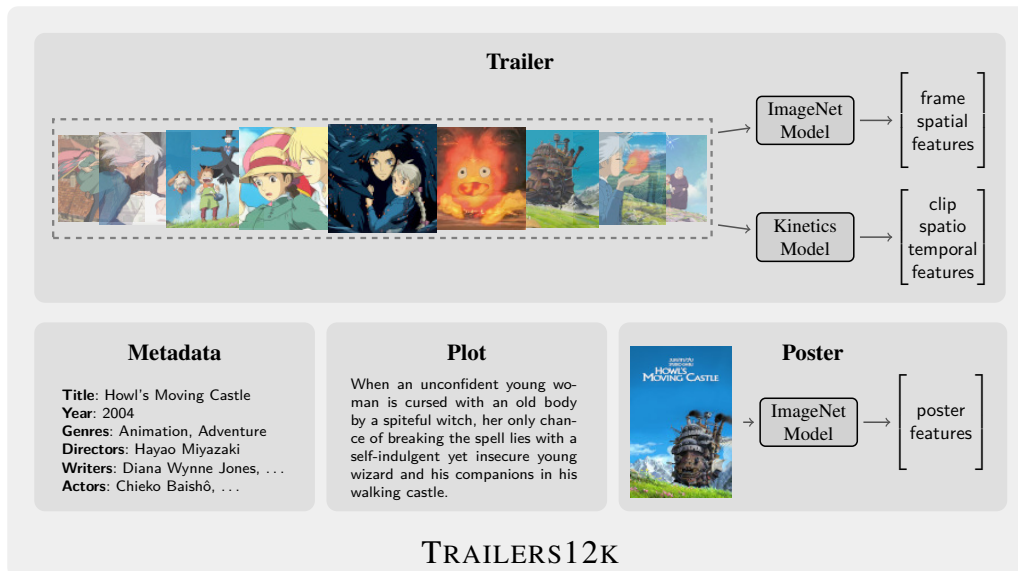 Trailer
ImageNet
Model
frame
spatial
features
Kinetics
Model
clip
spatio
temporal
features
Metadata
Title: Howl's Moving Castle
Year: 2004
Genres: Animation, Adventure
Directors: Hayao Miyazaki
Writers: Diana Wynne Jones, ...
Actors: Chieko Baishô, ...
Plot
When an unconfident young wo-
man is cursed with an old body
by a spiteful witch, her only chan-
ce of breaking the spell lies with a
self-indulgent yet insecure young
wizard and his companions in his
walking castle.
Poster
HOWL'S
MOVING CASTLE
ImageNet
Model
poster
features
TRAILERS12K